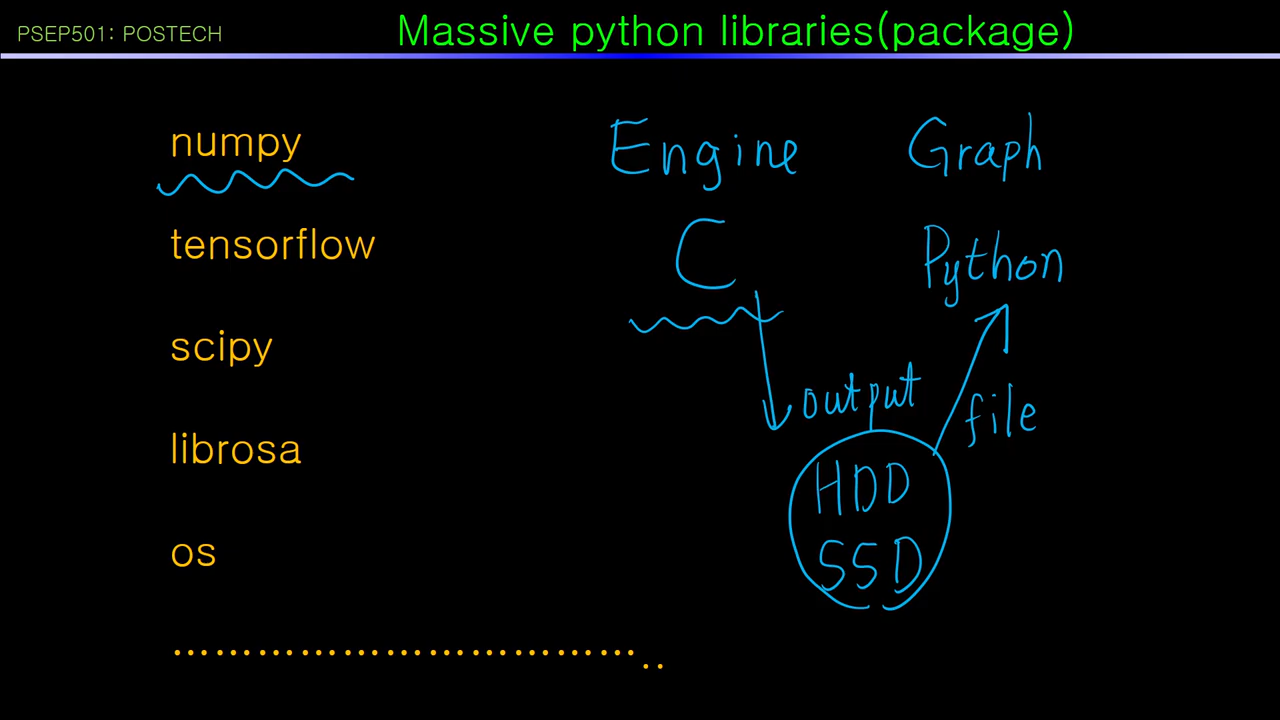 PSEP501: POSTECH
Massive python libraries(package)
numpy
tensorflow
scipy
librosa
os
......................................
Engine
Graph
C
Python
output
file
HDD
SSD